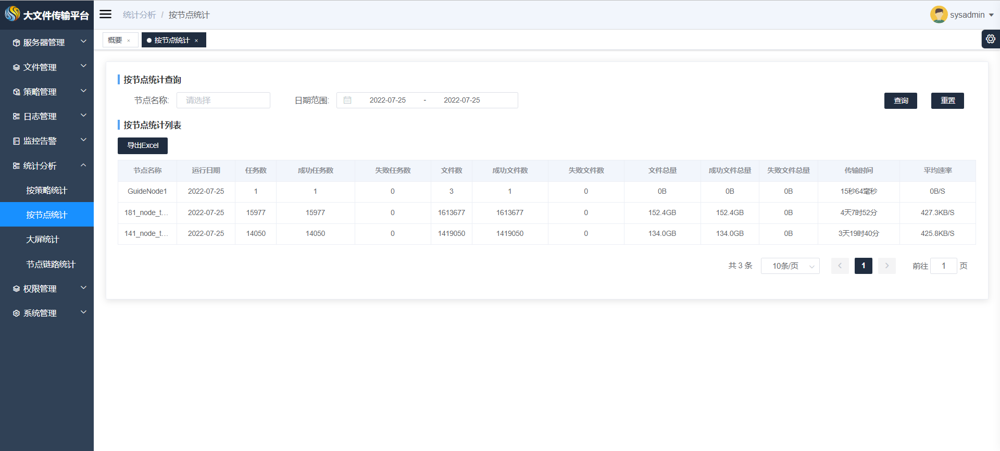 大文件传输平台
统计分析 / 按节点统计
sysadmin
概要 ×
按节点统计 ×
服务器管理
文件管理
策略管理
日志管理
监控告警
统计分析
按策略统计
按节点统计
大屏统计
节点链路统计
权限管理
系统管理
按节点统计查询
节点名称: 请选择 日期范围: 2022-07-25 - 2022-07-25 查询 重置
按节点统计列表
导出Excel
节点名称 运行日期 任务数 成功任务数 失败任务数 文件数 成功文件数 失败文件数 文件总量 成功文件总量 失败文件总量 传输时间 平均速率
GuideNode1 2022-07-25 1 1 0 3 1 0 0B 0B 0B 15秒64毫秒 0B/S
181_node_t... 2022-07-25 15977 15977 0 1613677 1613677 0 152.4GB 152.4GB 0B 4天7时52分 427.3KB/S
141_node_t... 2022-07-25 14050 14050 0 1419050 1419050 0 134.0GB 134.0GB 0B 3天19时40分 425.8KB/S
共 3 条 10条/页 1 前往 1 页